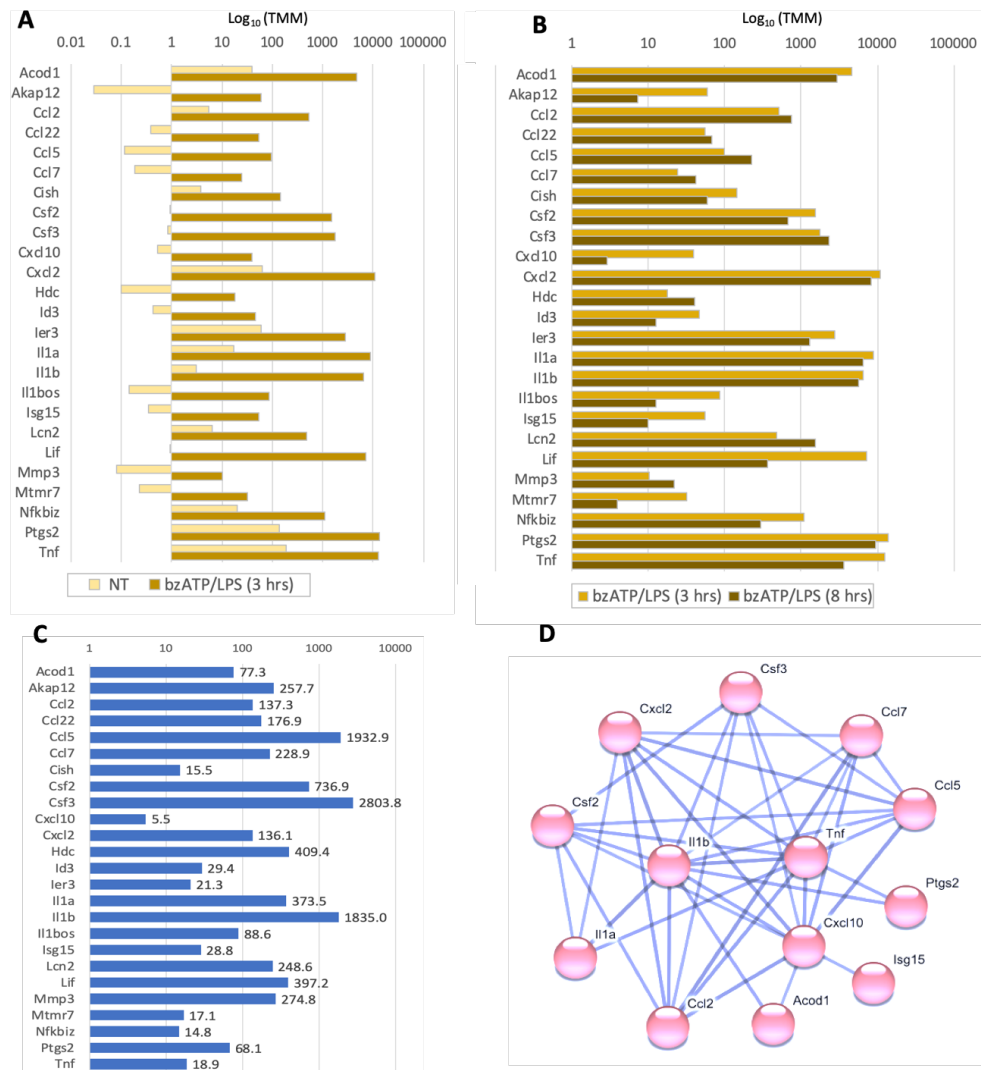 A
Log10 (TMM)
0.01 0.1 1 10 100 1000 10000 100000
Acod1
Akap12
Ccl2
Ccl22
Ccl5
Ccl7
Cish
Csf2
Csf3
Cxcl10
Cxcl2
Hdc
Id3
Ier3
Il1a
Il1b
Il1bos
Isg15
Lcn2
Lif
Mmp3
Mtmr7
Nfkbiz
Ptgs2
Tnf
NT bzATP/LPS (3 hrs)
B
Log10 (TMM)
1 10 100 1000 10000 100000
Acod1
Akap12
Ccl2
Ccl22
Ccl5
Ccl7
Cish
Csf2
Csf3
Cxcl10
Cxcl2
Hdc
Id3
Ier3
Il1a
Il1b
Il1bos
Isg15
Lcn2
Lif
Mmp3
Mtmr7
Nfkbiz
Ptgs2
Tnf
bzATP/LPS (3 hrs) bzATP/LPS (8 hrs)
C
1 10 100 1000 10000
Acod1 77.3
Akap12 257.7
Ccl2 137.3
Ccl22 176.9
Ccl5 1932.9
Ccl7 228.9
Cish 15.5
Csf2 736.9
Csf3 2803.8
Cxcl10 5.5
Cxcl2 136.1
Hdc 409.4
Id3 29.4
Ier3 21.3
Il1a 373.5
Il1b 1835.0
Il1bos 88.6
Isg15 28.8
Lcn2 248.6
Lif 397.2
Mmp3 274.8
Mtmr7 17.1
Nfkbiz 14.8
Ptgs2 68.1
Tnf 18.9
D
Csf3
Cxcl2
Ccl7
Ccl5
Csf2
Tnf
Il1b
Ptgs2
Cxcl10
Il1a
Isg15
Ccl2
Acod1